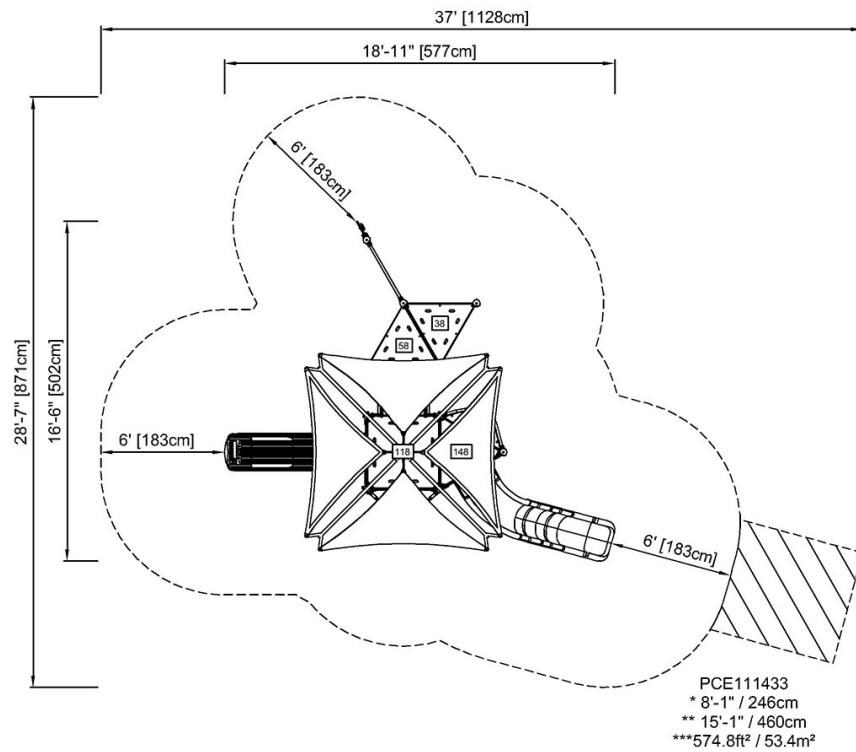 37' [1128cm]
18'-11" [577cm]
6' [183cm]
28'-7" [871cm]
16'-6" [502cm]
38
58
6' [183cm]
118
148
6' [183cm]
PCE111433
* 8'-1" / 246cm
** 15'-1" / 460cm
***574.8ft² / 53.4m²